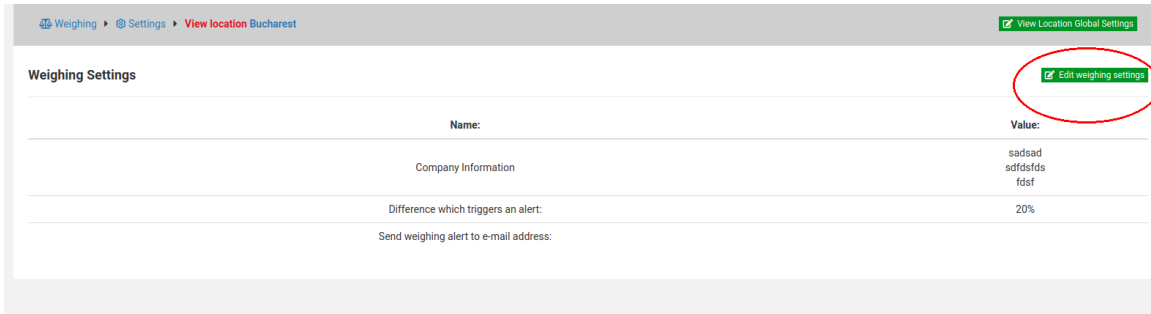 Weighing Settings View location Bucharest
View Location Global Settings
Weighing Settings
Edit weighing settings
Name: Value:
Company Information
sadsad
sdfdsfds
fdsf
Difference which triggers an alert: 20%
Send weighing alert to e-mail address: